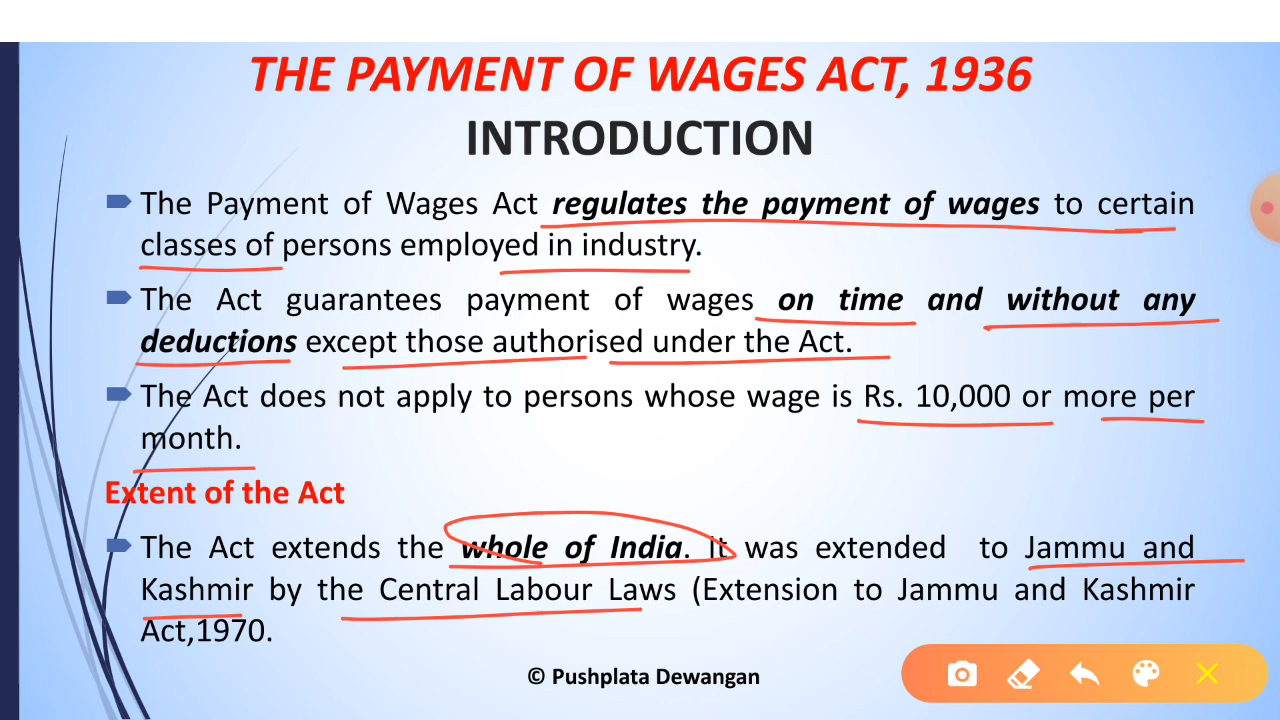 THE PAYMENT OF WAGES ACT, 1936
INTRODUCTION
The Payment of Wages Act regulates the payment of wages to certain
classes of persons employed in industry.
The Act guarantees payment of wages on time and without any
deductions except those authorised under the Act.
The Act does not apply to persons whose wage is Rs. 10,000 or more per
month.
Extent of the Act
The Act extends the whole of India. It was extended to Jammu and
Kashmir by the Central Labour Laws (Extension to Jammu and Kashmir
Act,1970.
© Pushplata Dewangan